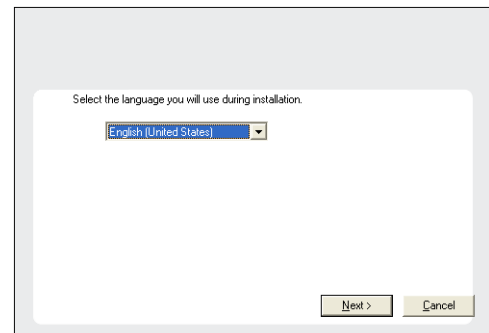 Select the language you will use during installation.
English (United States)
Next >
Cancel